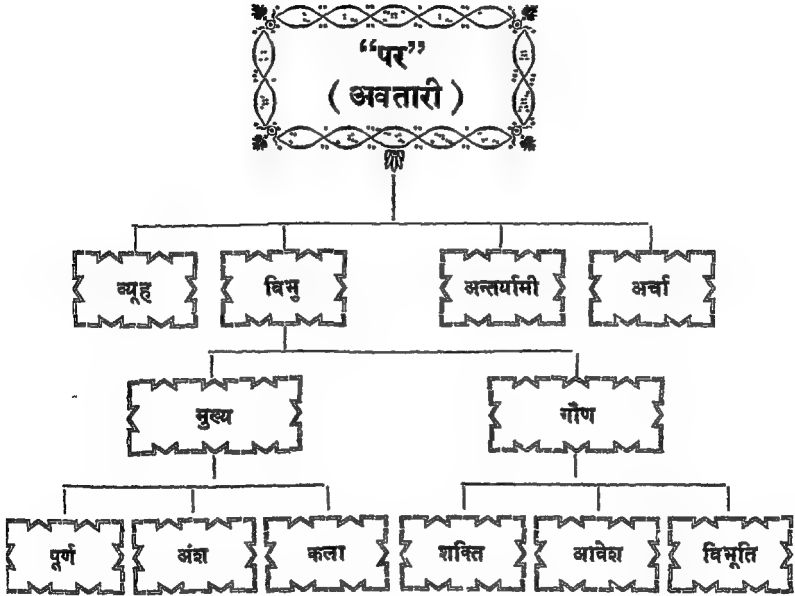 “पर”
( अवतारी )
व्यूह विभु अन्तर्यामी अर्चा
मुख्य गौण
पूर्ण अंश कला शक्ति आवेश विभूति